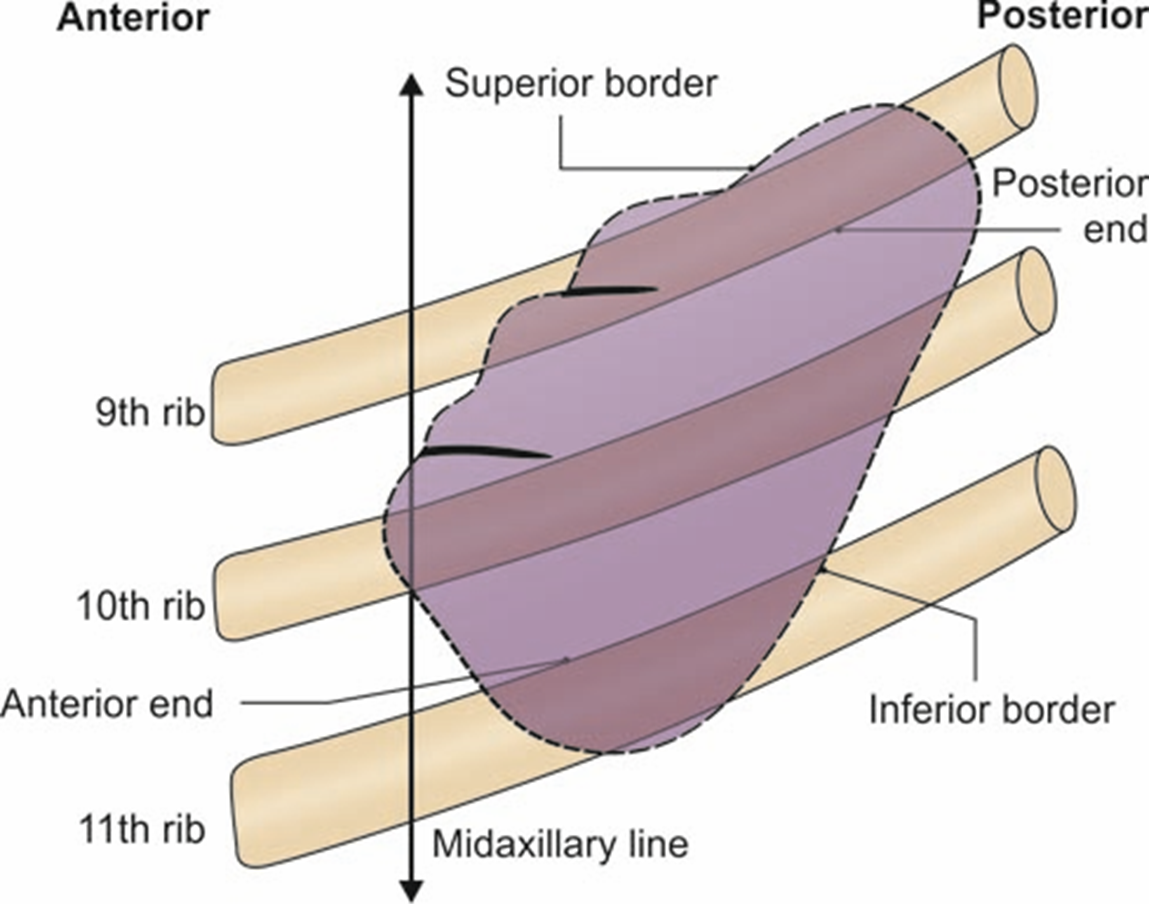 Anterior
Posterior
Superior border
Posterior
end
9th rib
10th rib
Anterior end
Inferior border
11th rib
Midaxillary line